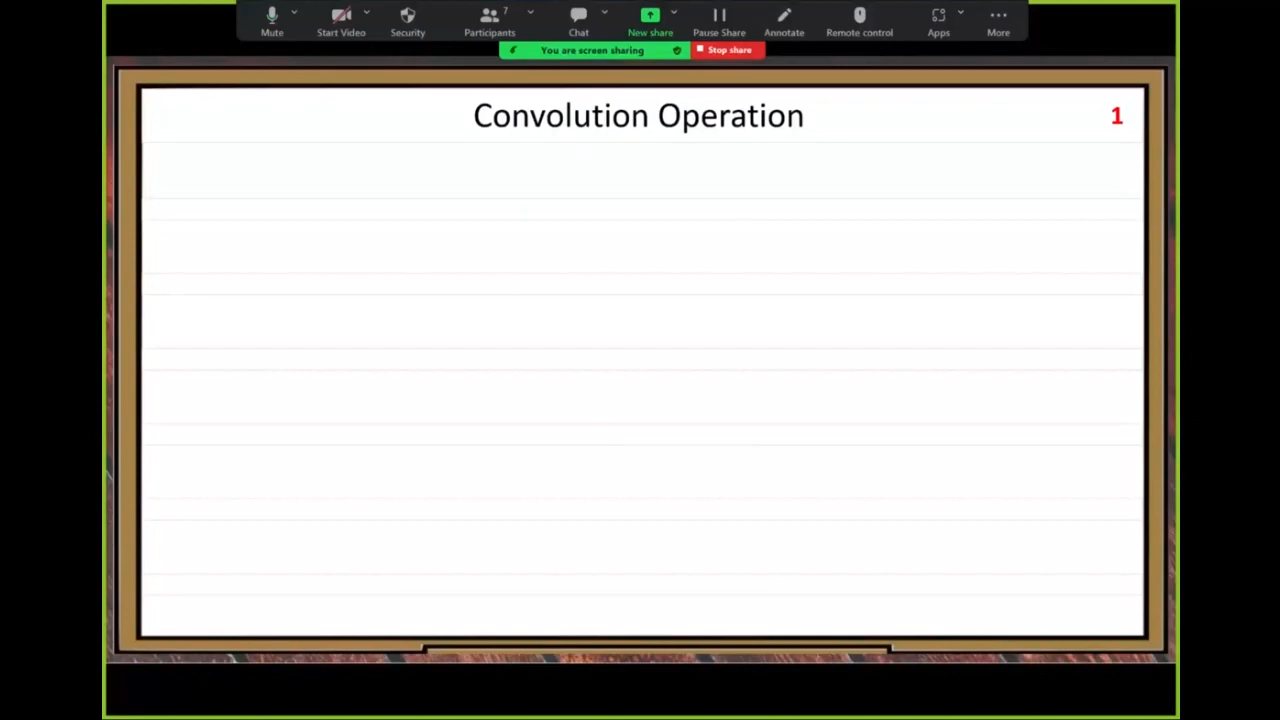 Mute
Start Video
Security
Participants
7
Chat
New share
Pause Share
Annotate
Remote control
Apps
More
You are screen sharing
Stop share
Convolution Operation
1